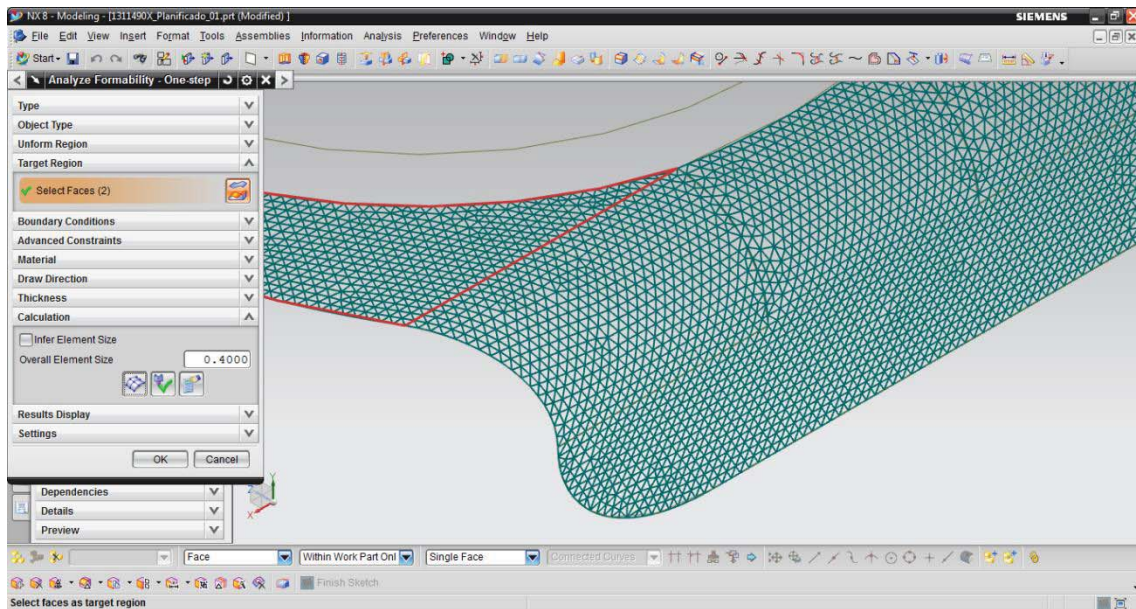 NX 8 - Modeling - [1311490X_Planificado_01.prt (Modified) ]
SIEMENS
File Edit View Insert Format Tools Assemblies Information Analysis Preferences Window Help
Start
Analyze Formability - One-step
Type
Object Type
Unform Region
Target Region
Select Faces (2)
Boundary Conditions
Advanced Constraints
Material
Draw Direction
Thickness
Calculation
Infer Element Size
Overall Element Size 0.4000
Results Display
Settings
OK Cancel
Dependencies
Details
Preview
Z Y X
Face Within Work Part Onl Single Face Connected Curves
Finish Sketch
Select faces as target region